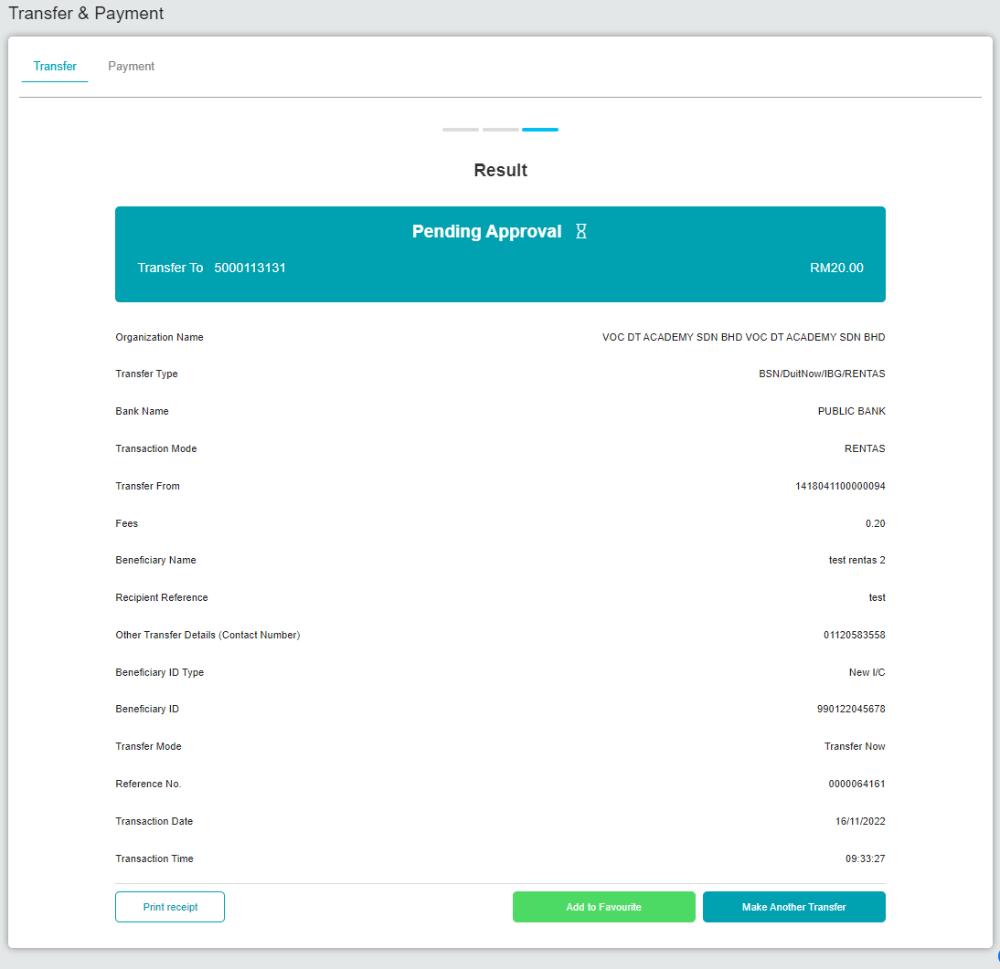 Transfer & Payment
Transfer Payment
Result
Pending Approval
Transfer To 5000113131 RM20.00
Organization Name VOC DT ACADEMY SDN BHD VOC DT ACADEMY SDN BHD
Transfer Type BSN/DuitNow/IBG/RENTAS
Bank Name PUBLIC BANK
Transaction Mode RENTAS
Transfer From 1418041100000094
Fees 0.20
Beneficiary Name test rentas 2
Recipient Reference test
Other Transfer Details (Contact Number) 01120583558
Beneficiary ID Type New I/C
Beneficiary ID 990122045678
Transfer Mode Transfer Now
Reference No. 0000064161
Transaction Date 16/11/2022
Transaction Time 09:33:27
Print receipt Add to Favourite Make Another Transfer